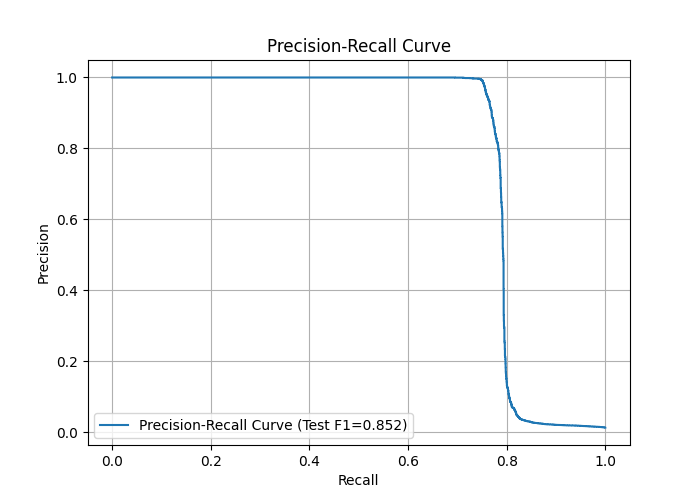 Precision-Recall Curve
1.0
0.8
0.6
0.4
0.2
0.0
Precision
Precision-Recall Curve (Test F1=0.852)
0.0 0.2 0.4 0.6 0.8 1.0
Recall